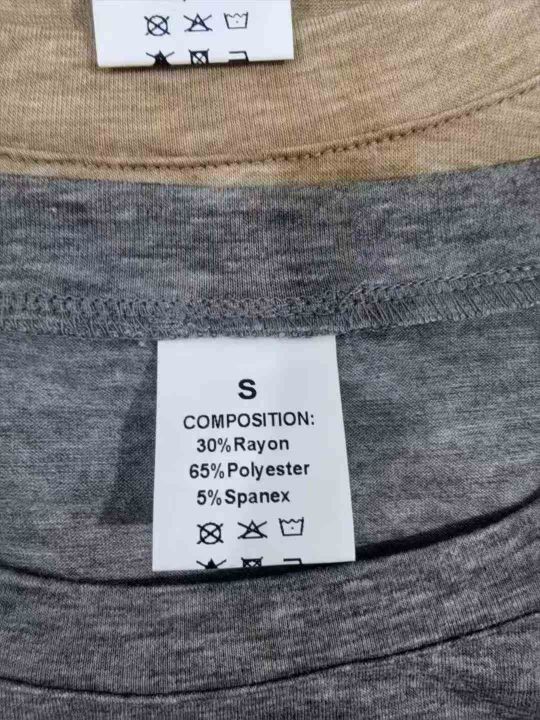 S
COMPOSITION:
30%Rayon
65%Polyester
5%Spanex